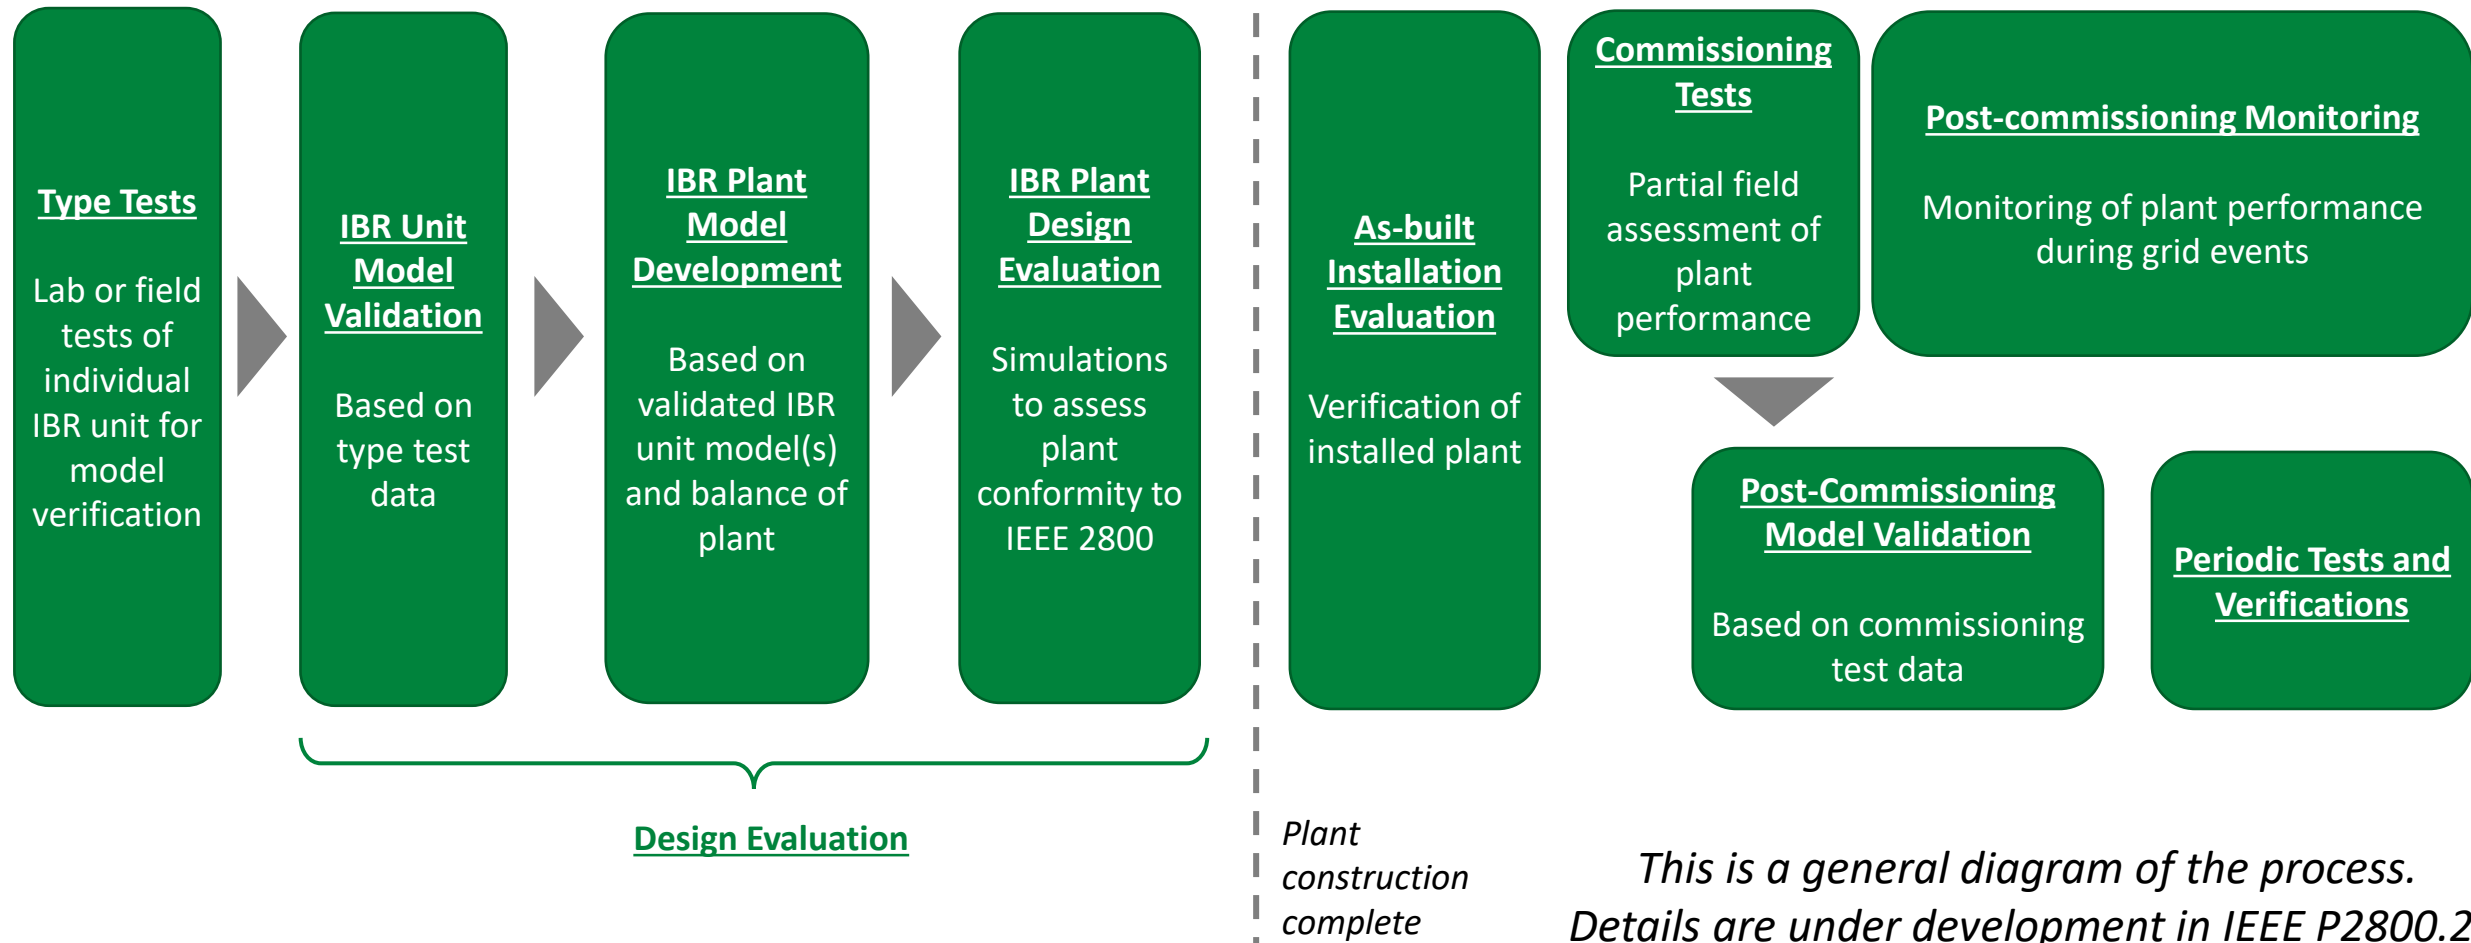 Type Tests
Lab or field
tests of
individual
IBR unit for
model
verification
IBR Unit
Model
Validation
Based on
type test
data
IBR Plant
Model
Development
Based on
validated IBR
unit model(s)
and balance of
plant
IBR Plant
Design
Evaluation
Simulations
to assess
plant
conformity to
IEEE 2800
Design Evaluation
Plant
construction
complete
As-built
Installation
Evaluation
Verification of
installed plant
Commissioning
Tests
Partial field
assessment of
plant
performance
Post-commissioning Monitoring
Monitoring of plant performance
during grid events
Post-Commissioning
Model Validation
Based on commissioning
test data
Periodic Tests and
Verifications
This is a general diagram of the process.
Details are under development in IEEE P2800.2